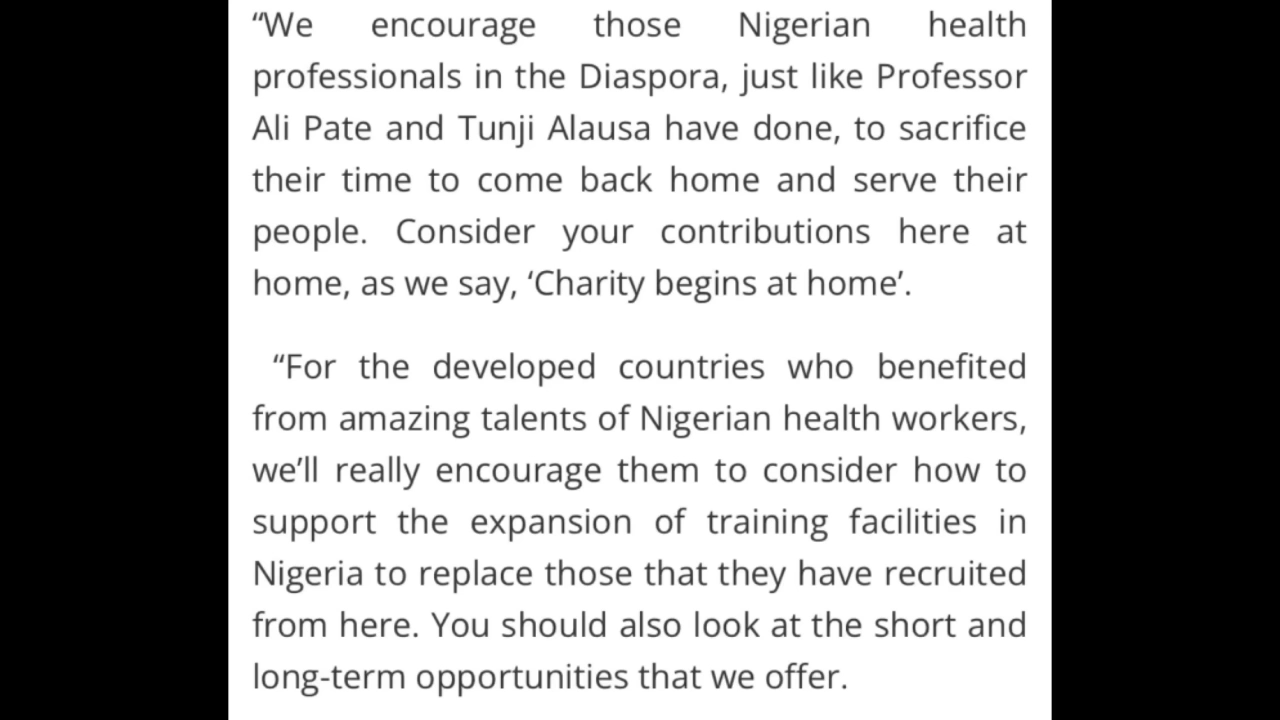 “We encourage those Nigerian health
professionals in the Diaspora, just like Professor
Ali Pate and Tunji Alausa have done, to sacrifice
their time to come back home and serve their
people. Consider your contributions here at
home, as we say, ‘Charity begins at home’.
“For the developed countries who benefited
from amazing talents of Nigerian health workers,
we’ll really encourage them to consider how to
support the expansion of training facilities in
Nigeria to replace those that they have recruited
from here. You should also look at the short and
long-term opportunities that we offer.